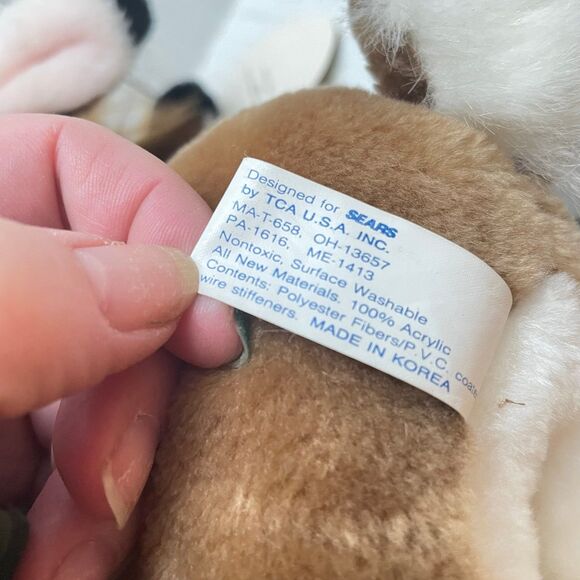 Designed for SEARS
by TCA U.S.A. INC.
MA-T-658. OH-13657
PA-1616. ME-1413
Nontoxic, Surface Washable
All New Materials. 100% Acrylic
Contents: Polyester Fibers/P.V.C.
wire stiffeners. MADE IN KOREA